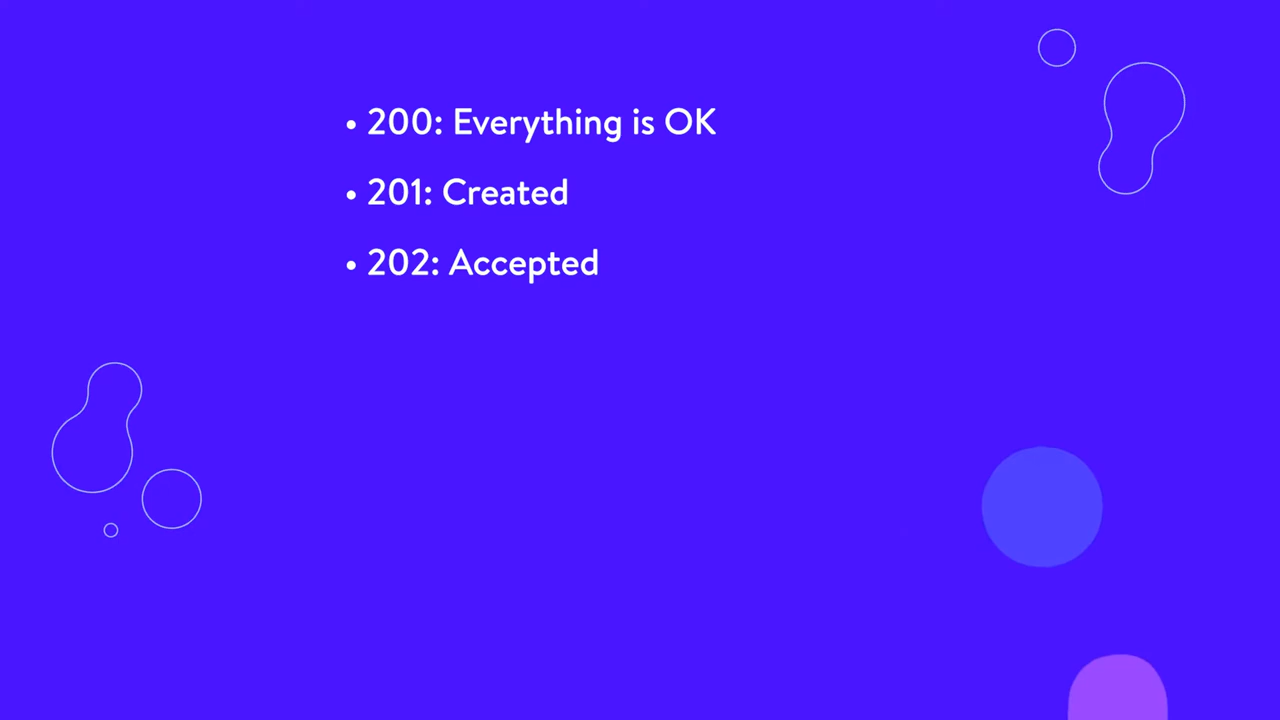 • 200: Everything is OK
• 201: Created
• 202: Accepted